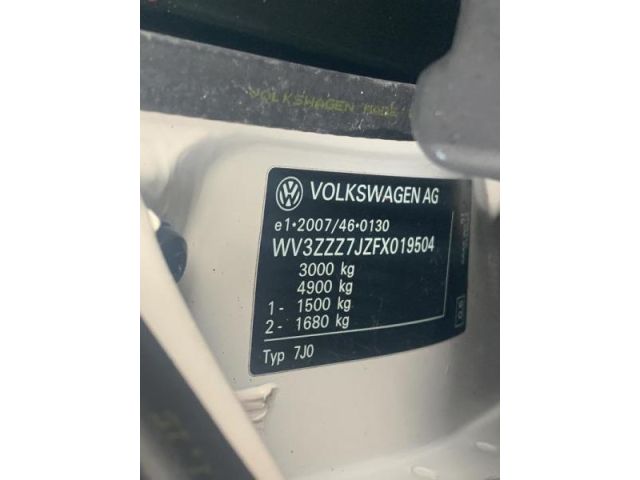 VOLKSWAGEN MODE
VOLKSWAGEN AG
e1•2007/46•0130
WV3ZZZ7JZFX019504
3000 kg
4900 kg
1- 1500 kg
2- 1680 kg
Typ 7J0